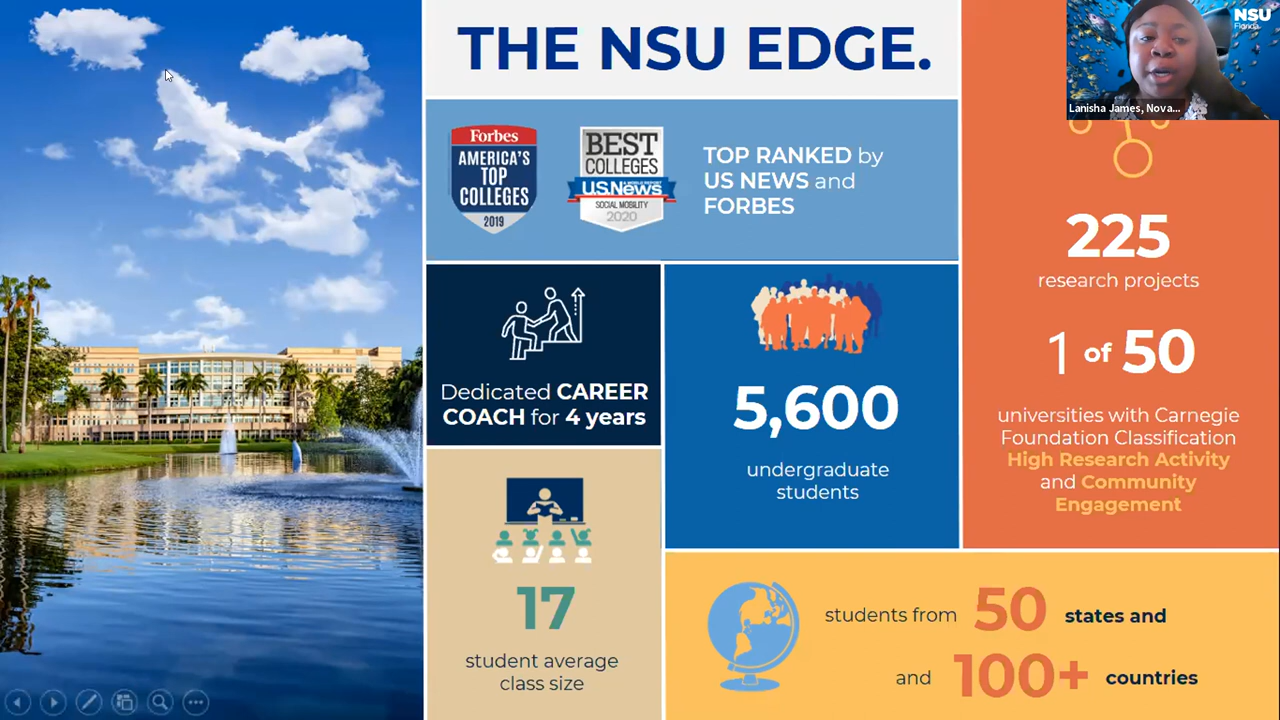 THE NSU EDGE.
NSU
Florida
Lanisha James, Nova...
Forbes
AMERICA'S
TOP
COLLEGES
2019
BEST
COLLEGES
U.S.News
& WORLD REPORT
SOCIAL MOBILITY
2020
TOP RANKED by
US NEWS and
FORBES
Dedicated CAREER
COACH for 4 years
5,600
undergraduate
students
225
research projects
1 of 50
universities with Carnegie
Foundation Classification
High Research Activity
and Community
Engagement
17
student average
class size
students from 50 states and
and 100+ countries